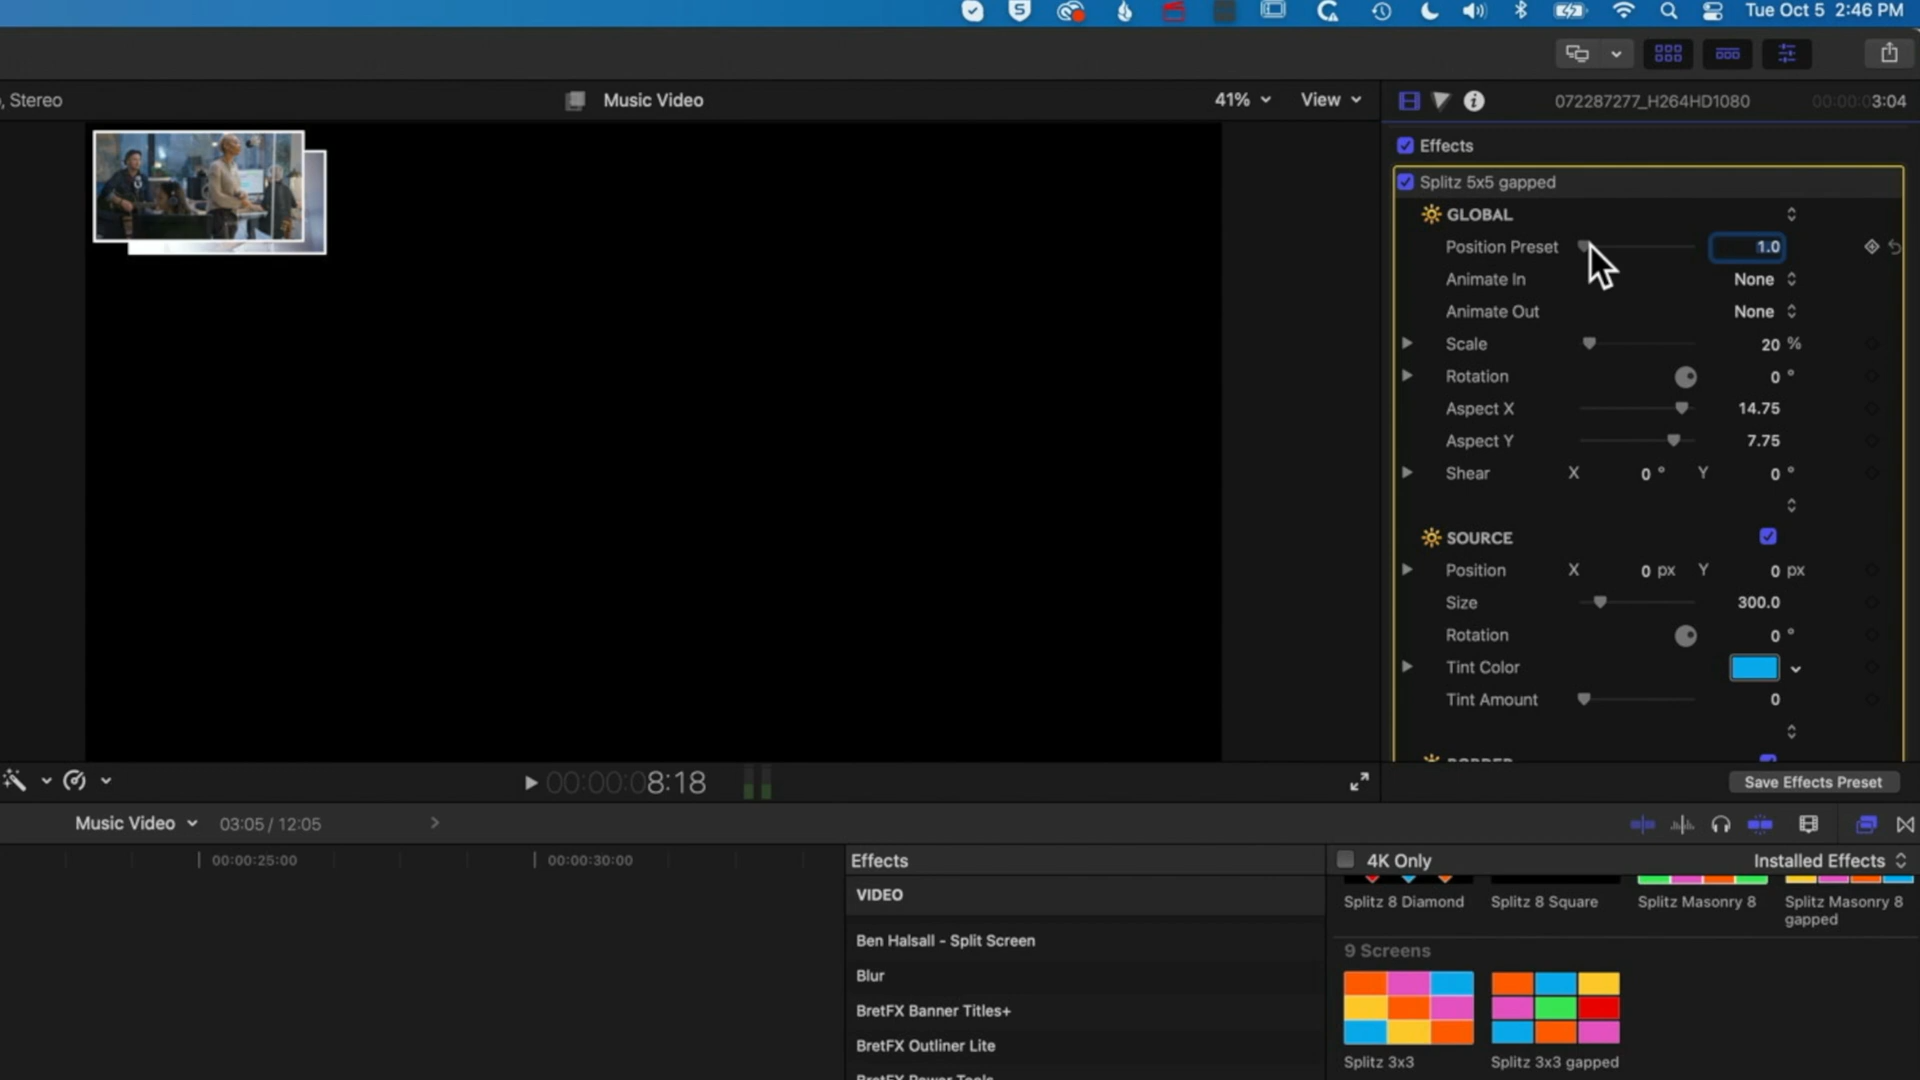 Tue Oct 5 2:46 PM
, Stereo
Music Video
41%
View
072287277_H264HD1080
00:00:03:04
Effects
Splitz 5x5 gapped
GLOBAL
Position Preset 1.0
Animate In None
Animate Out None
Scale 20 %
Rotation 0 °
Aspect X 14.75
Aspect Y 7.75
Shear X 0 ° Y 0 °
SOURCE
Position X 0 px Y 0 px
Size 300.0
Rotation 0 °
Tint Color
Tint Amount 0
BORDER
00:00:08:18
Save Effects Preset
Music Video
03:05 / 12:05
00:00:25:00
00:00:30:00
Effects
4K Only
Installed Effects
VIDEO
Ben Halsall - Split Screen
Blur
BretFX Banner Titles+
BretFX Outliner Lite
BretFX Power Tools
Splitz 8 Diamond
Splitz 8 Square
Splitz Masonry 8
Splitz Masonry 8
gapped
9 Screens
Splitz 3x3
Splitz 3x3 gapped